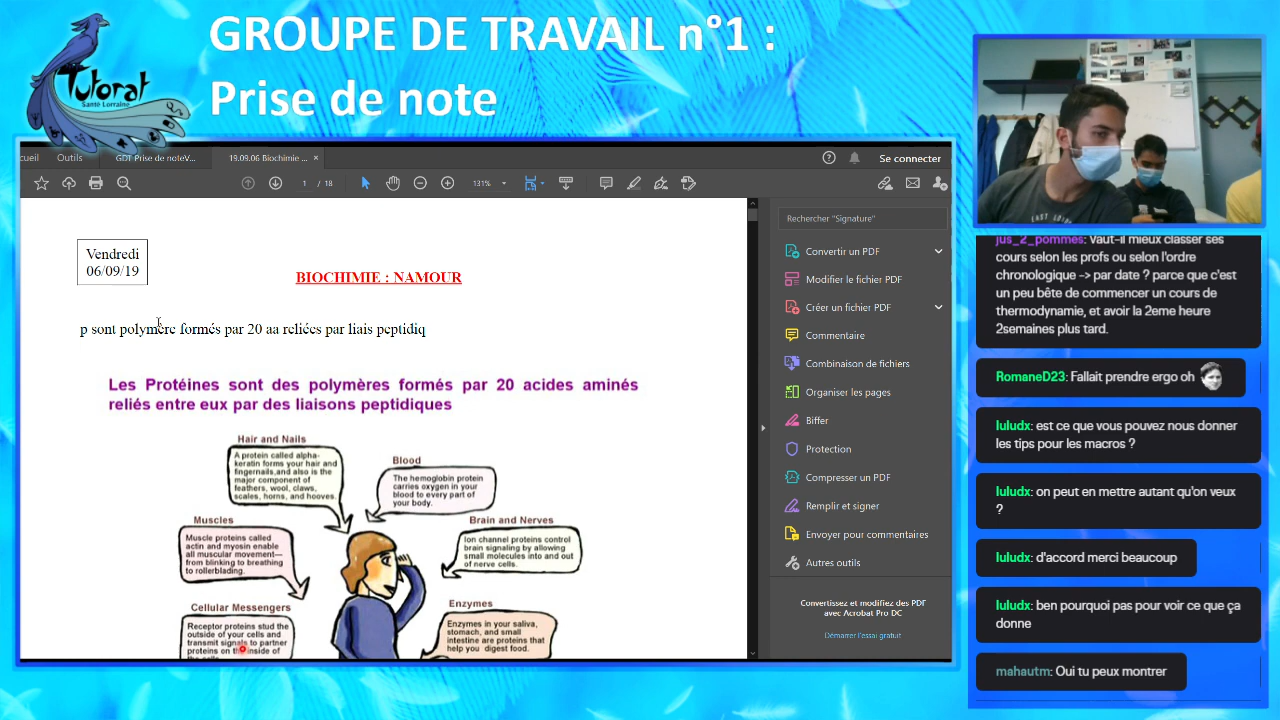 GROUPE DE TRAVAIL n°1 :
Prise de note
Tutorat
Santé Lorraine
cueil Outils GDT Prise de noteV... 19.09.06 Biochimie ... × Se connecter
1 / 18 131%
Vendredi
06/09/19
BIOCHIMIE : NAMOUR
p sont polymère formés par 20 aa reliées par liais peptidiq
Les Protéines sont des polymères formés par 20 acides aminés
reliés entre eux par des liaisons peptidiques
Hair and Nails
A protein called alpha-
keratin forms your hair and
fingernails,and also is the
major component of
feathers, wool, claws,
scales, horns, and hooves.
Blood
The hemoglobin protein
carries oxygen in your
blood to every part of
your body.
Muscles
Muscle proteins called
actin and myosin enable
all muscular movement—
from blinking to breathing
to rollerblading.
Brain and Nerves
Ion channel proteins control
brain signaling by allowing
small molecules into and out
of nerve cells.
Cellular Messengers
Receptor proteins stud the
outside of your cells and
transmit signals to partner
proteins on the inside of
Enzymes
Enzymes in your saliva,
stomach, and small
intestine are proteins that
help you digest food.
Rechercher "Signature"
Convertir un PDF
Modifier le fichier PDF
Créer un fichier PDF
Commentaire
Combinaison de fichiers
Organiser les pages
Biffer
Protection
Compresser un PDF
Remplir et signer
Envoyer pour commentaires
Autres outils
Convertissez et modifiez des PDF
avec Acrobat Pro DC
Démarrer l'essai gratuit
jus_2_pommes: Vaut-il mieux classer ses
cours selon les profs ou selon l'ordre
chronologique -> par date ? parce que c'est
un peu bête de commencer un cours de
thermodynamie, et avoir la 2eme heure
2semaines plus tard.
RomaneD23: Fallait prendre ergo oh
luludx: est ce que vous pouvez nous donner
les tips pour les macros ?
luludx: on peut en mettre autant qu'on veux
?
luludx: d'accord merci beaucoup
luludx: ben pourquoi pas pour voir ce que ça
donne
mahautm: Oui tu peux montrer